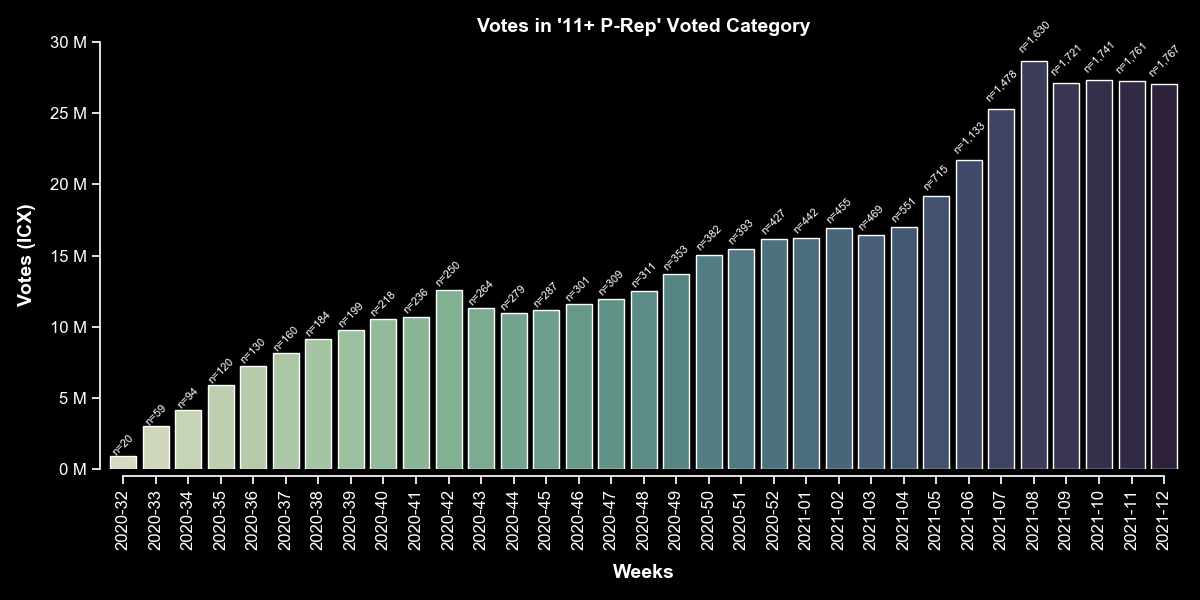 Votes in '11+ P-Rep' Voted Category
Votes (ICX)
30 M
25 M
20 M
15 M
10 M
5 M
0 M
n=20
n=59
n=94
n=120
n=130
n=160
n=184
n=199
n=218
n=236
n=250
n=264
n=279
n=287
n=301
n=309
n=311
n=353
n=382
n=393
n=427
n=442
n=455
n=469
n=551
n=715
n=1,133
n=1,478
n=1,630
n=1,721
n=1,741
n=1,761
n=1,767
2020-32
2020-33
2020-34
2020-35
2020-36
2020-37
2020-38
2020-39
2020-40
2020-41
2020-42
2020-43
2020-44
2020-45
2020-46
2020-47
2020-48
2020-49
2020-50
2020-51
2020-52
2021-01
2021-02
2021-03
2021-04
2021-05
2021-06
2021-07
2021-08
2021-09
2021-10
2021-11
2021-12
Weeks